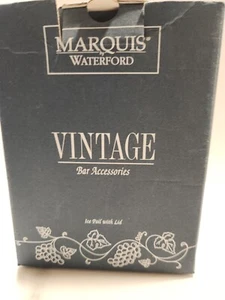 MARQUIS
by
WATERFORD
VINTAGE
Bar Accessories
Ice Pail with Lid